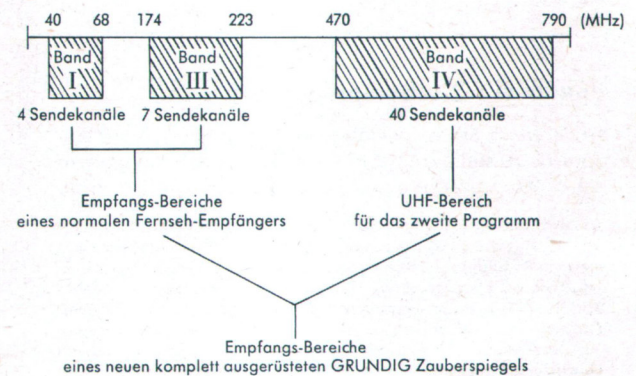 40 68 174 223 470 790 (MHz)
Band Band Band
I III IV
4 Sendekanäle 7 Sendekanäle 40 Sendekanäle
Empfangs-Bereiche
eines normalen Fernseh-Empfängers
UHF-Bereich
für das zweite Programm
Empfangs-Bereiche
eines neuen komplett ausgerüsteten GRUNDIG Zauberspiegels